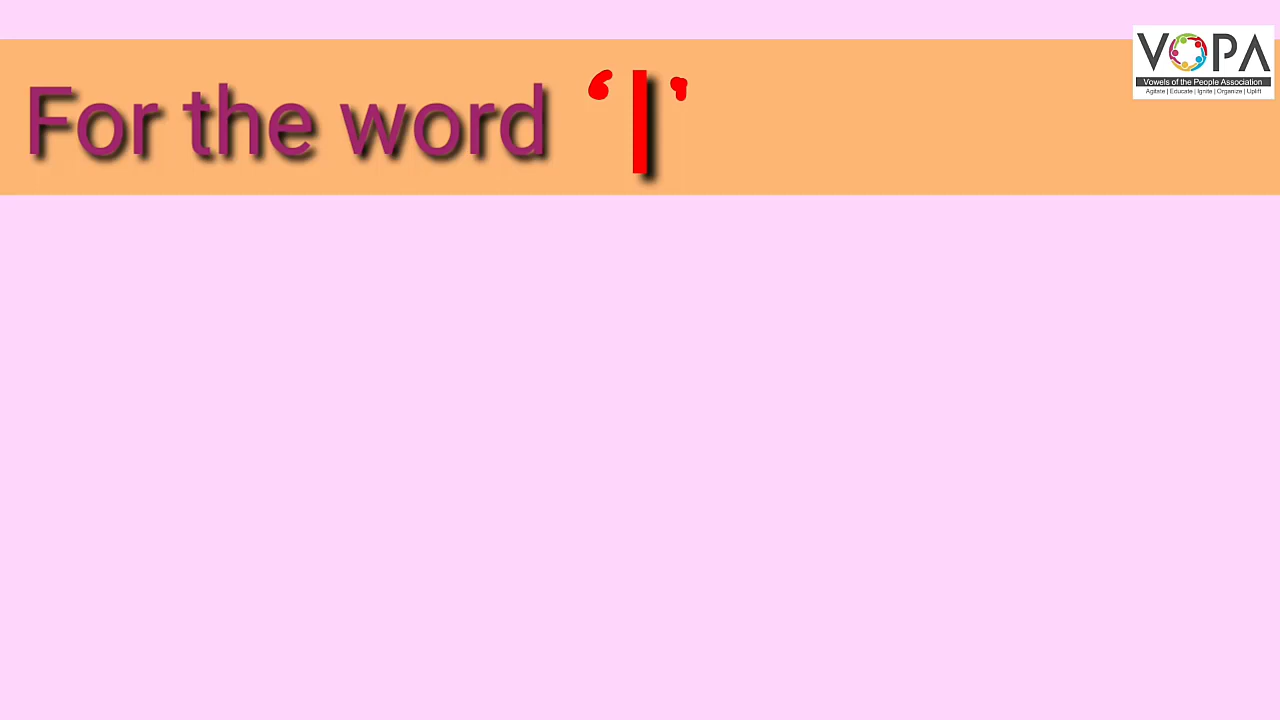 For the word ‘I’
VOPA
Vowels of the People Association
Agitate | Educate | Ignite | Organize | Uplift